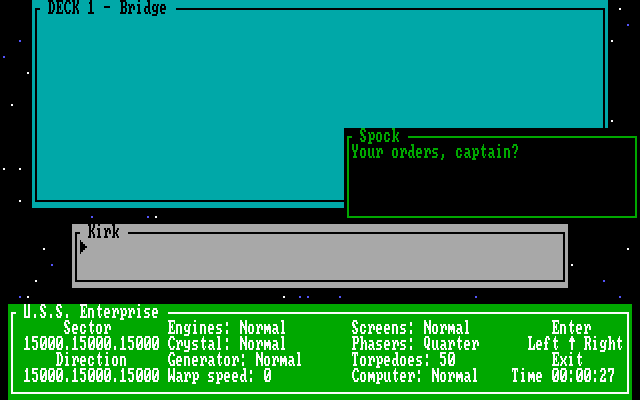 DECK 1 - Bridge
Spock
Your orders, captain?
Kirk
U.S.S. Enterprise
Sector Engines: Normal Screens: Normal Enter
15000.15000.15000 Crystal: Normal Phasers: Quarter Left ↑ Right
Direction Generator: Normal Torpedoes: 50 Exit
15000.15000.15000 Warp speed: 0 Computer: Normal Time 00:00:27